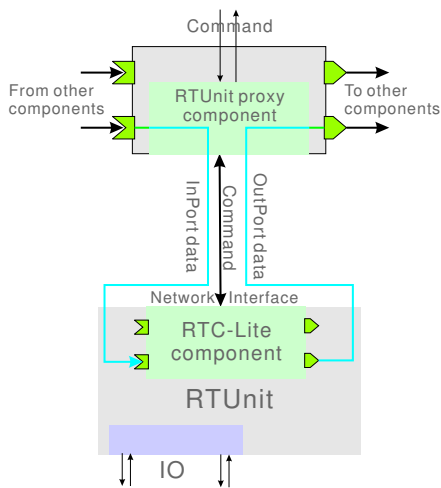 Command
From other
components
RTUnit proxy
component
To other
components
InPort data
Command
OutPort data
Network Interface
RTC-Lite
component
RTUnit
IO